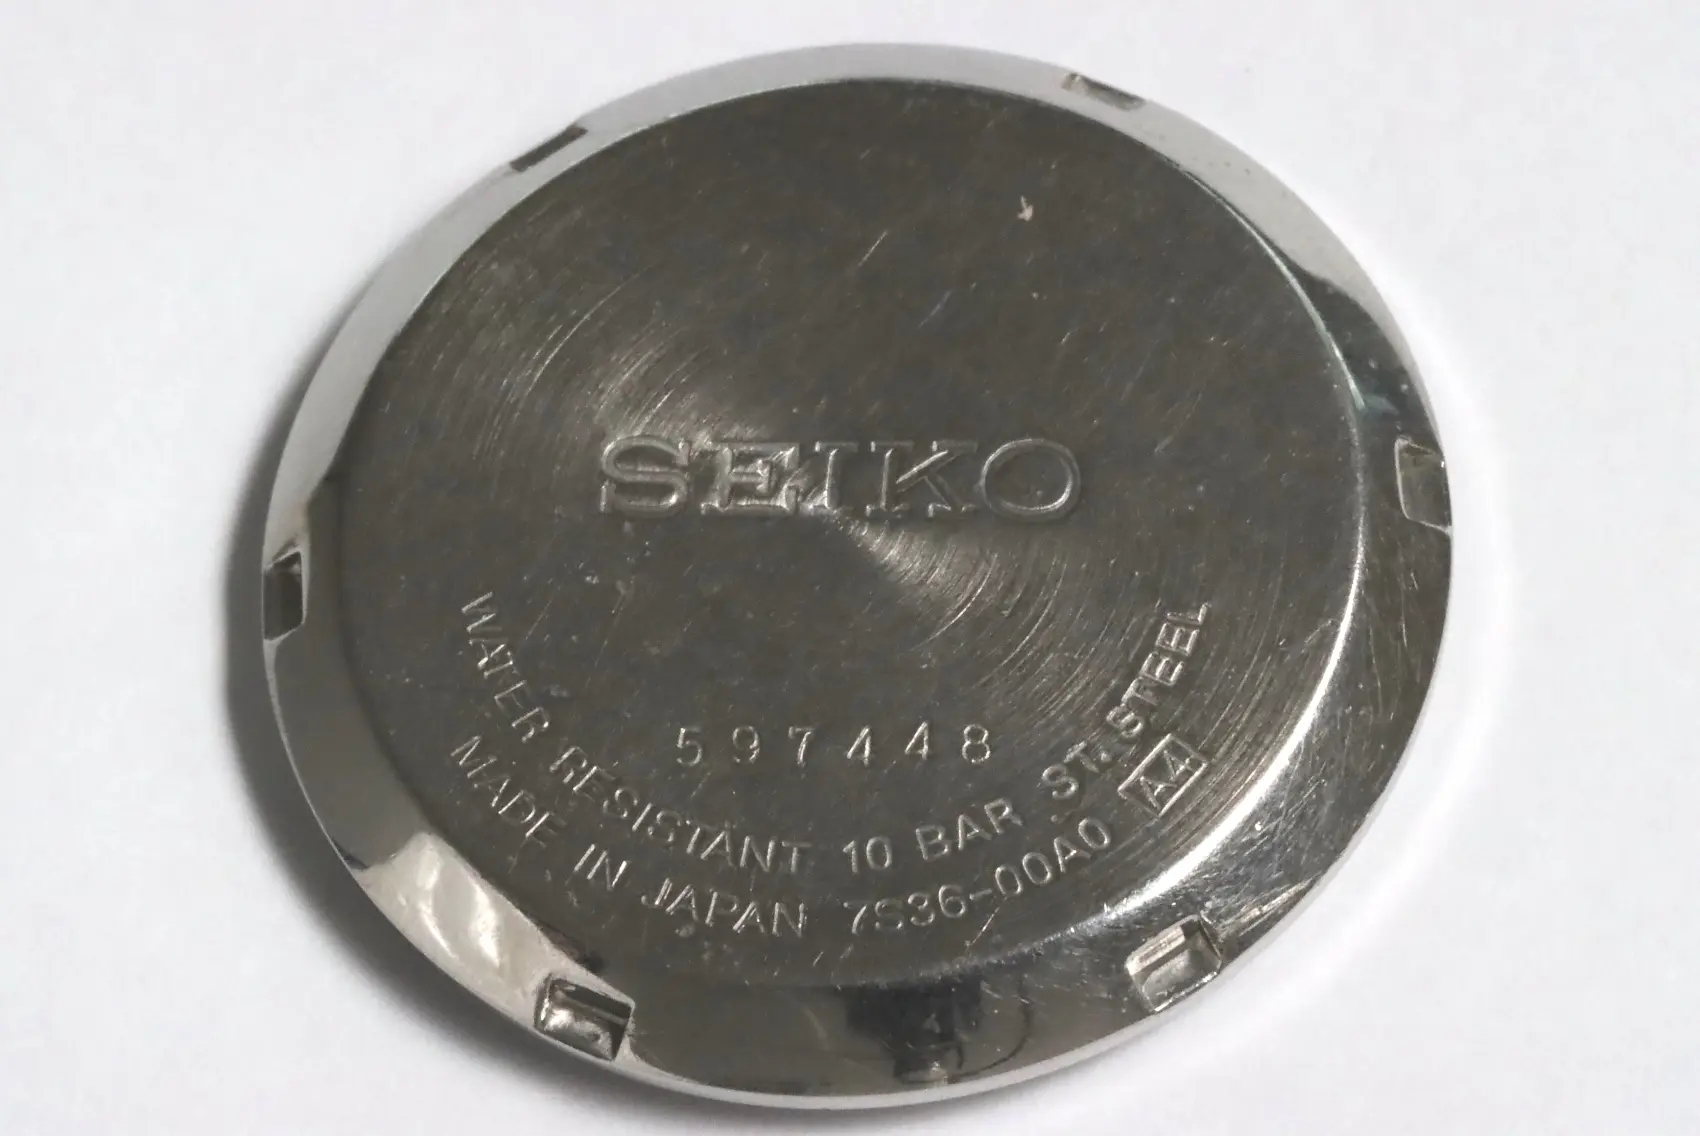 SEIKO
597448
WATER RESISTANT 10 BAR ST. STEEL
MADE IN JAPAN 7S36-00A0 A4